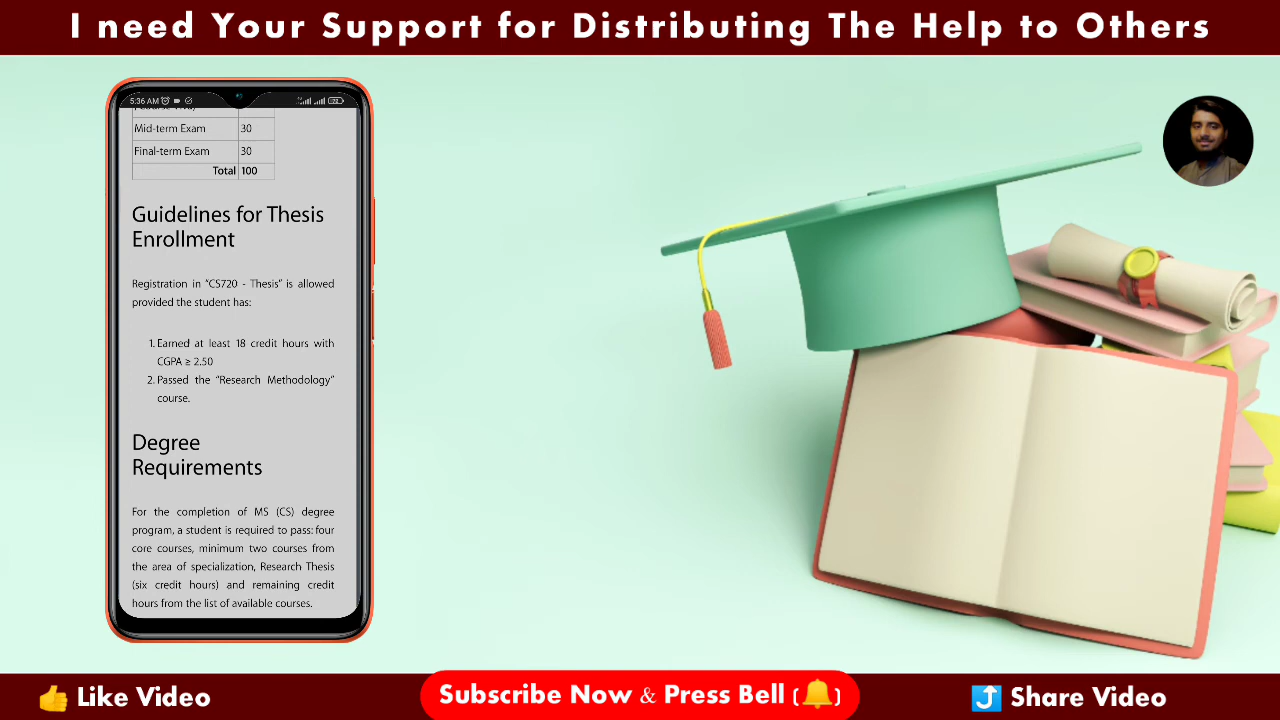 I need Your Support for Distributing The Help to Others
5:36 AM
Mid-term Exam 30
Final-term Exam 30
Total 100
Guidelines for Thesis
Enrollment
Registration in "CS720 - Thesis" is allowed
provided the student has:
1. Earned at least 18 credit hours with
CGPA ≥ 2.50
2. Passed the "Research Methodology"
course.
Degree
Requirements
For the completion of MS (CS) degree
program, a student is required to pass: four
core courses, minimum two courses from
the area of specialization, Research Thesis
(six credit hours) and remaining credit
hours from the list of available courses.
👍 Like Video
Subscribe Now & Press Bell (🔔)
⤴️ Share Video